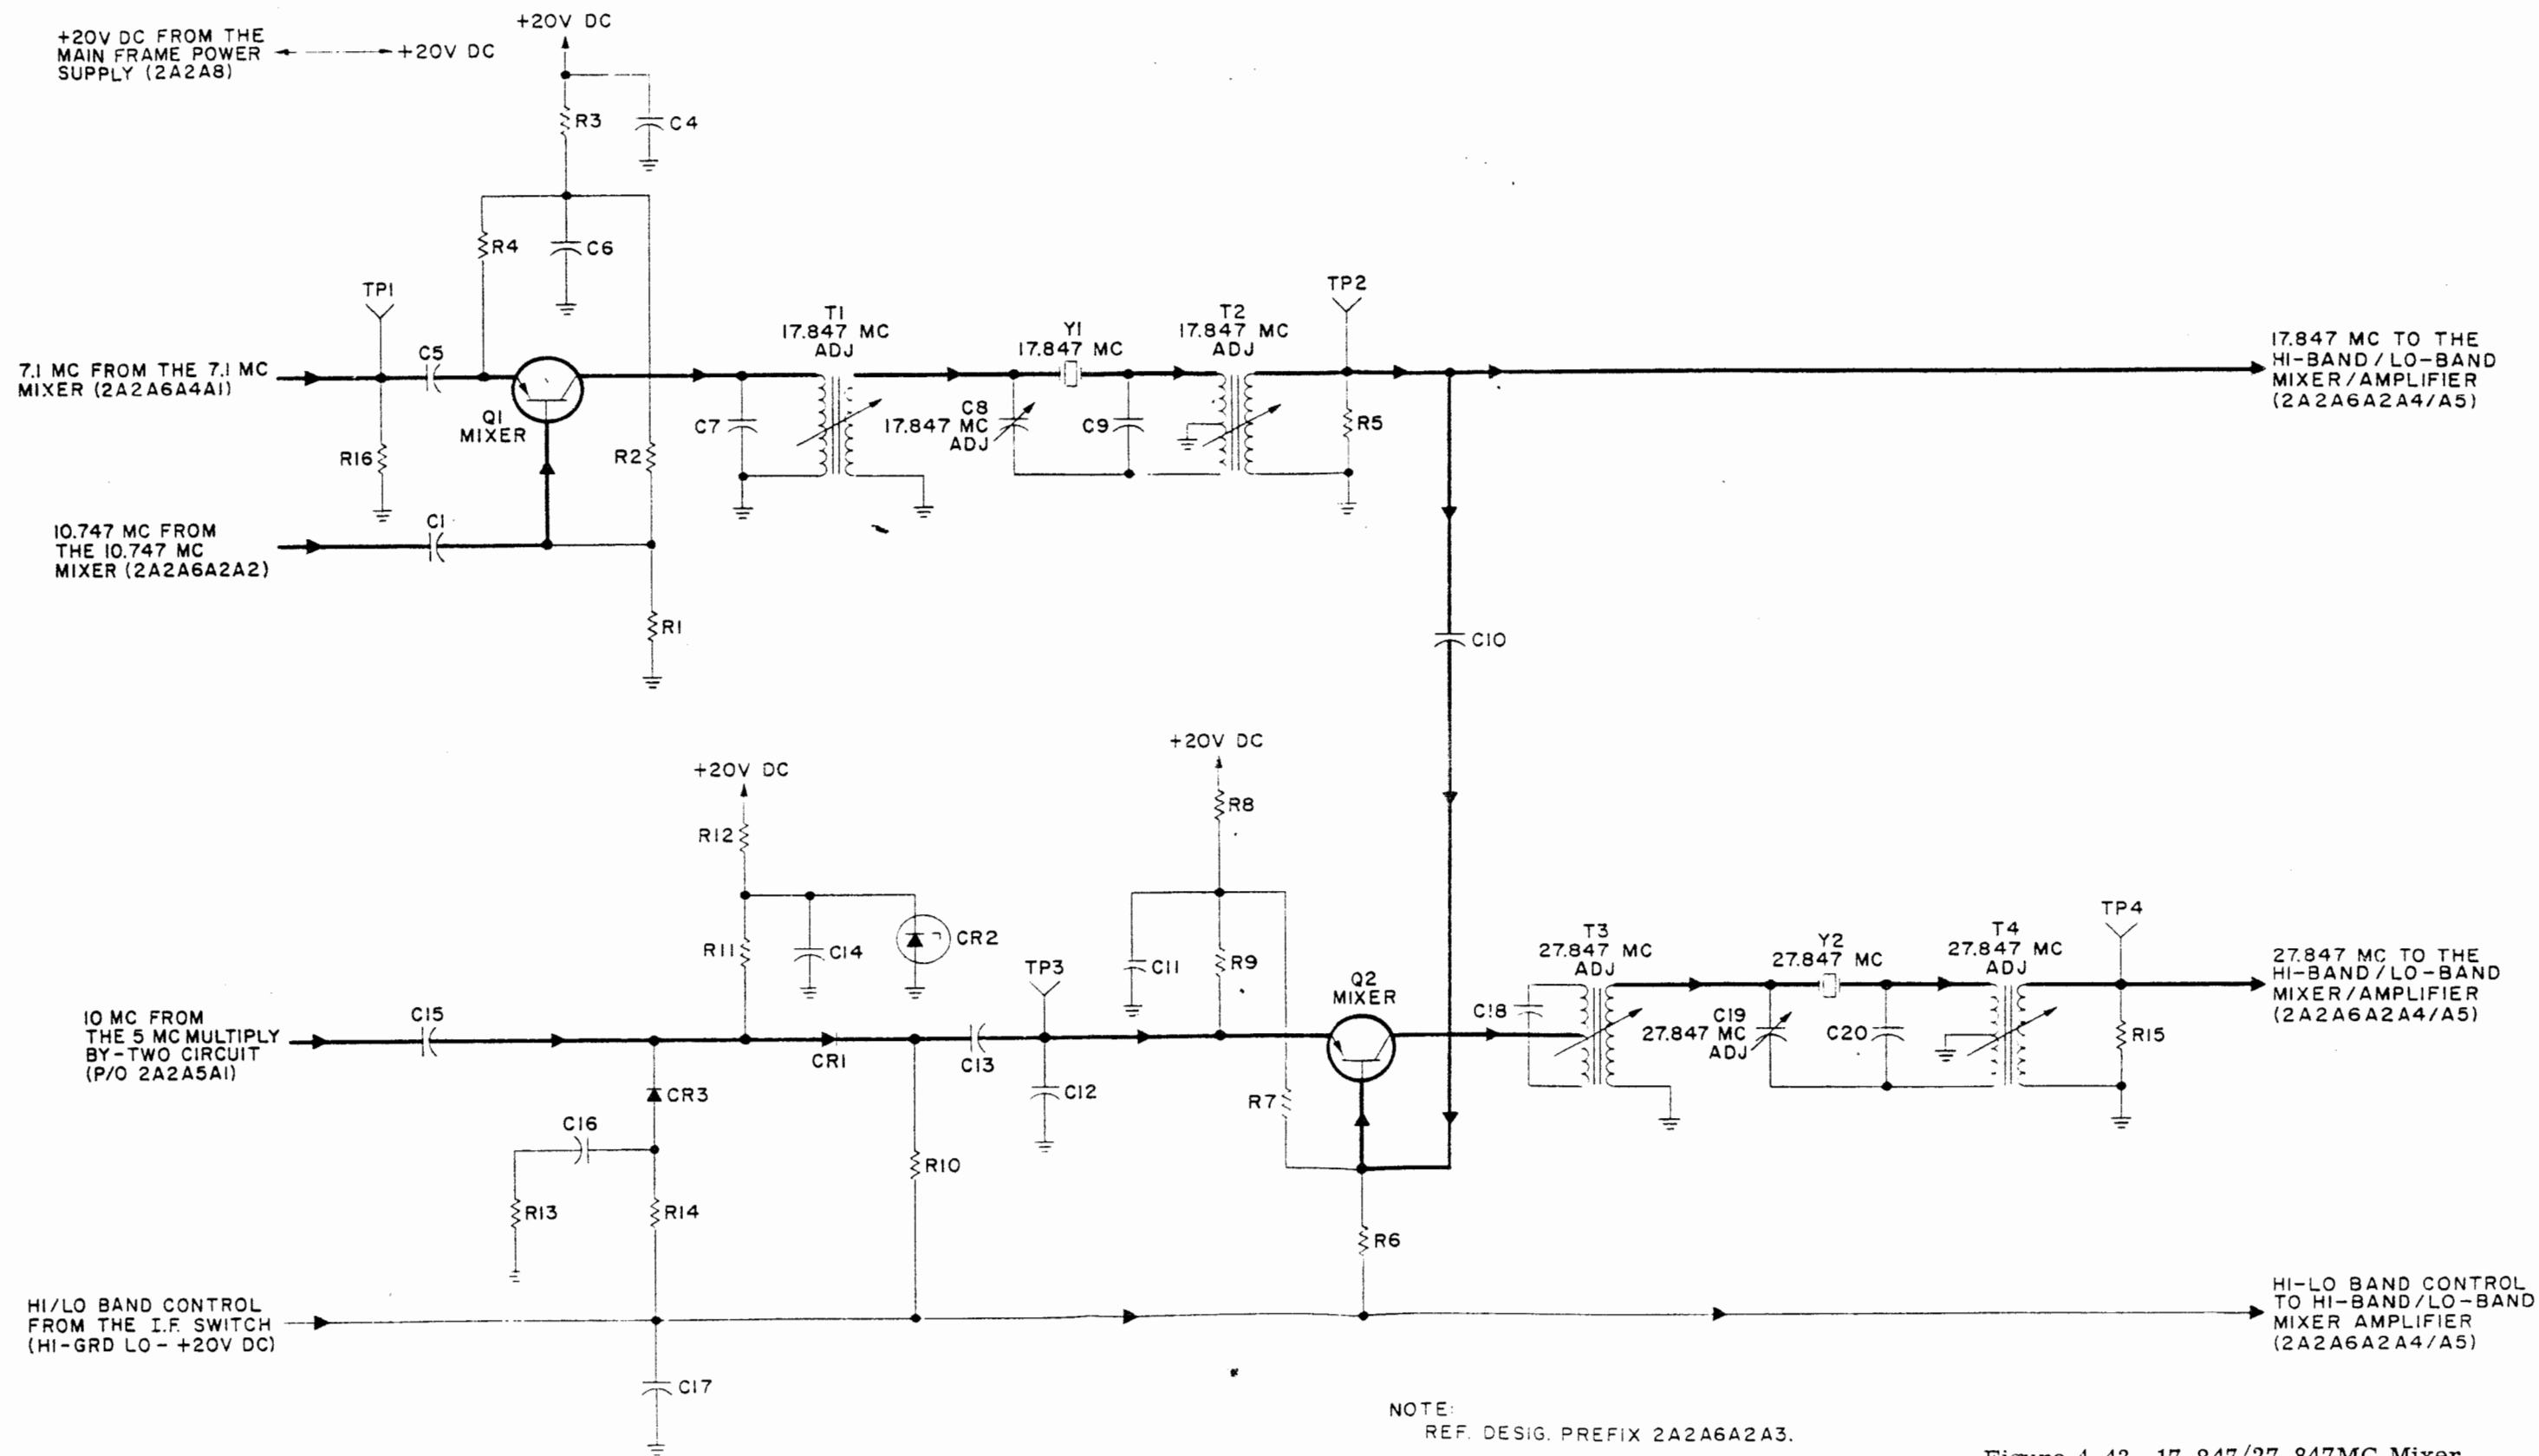 +20V DC FROM THE
MAIN FRAME POWER
SUPPLY (2A2A8)
+20V DC
+20V DC
R3
C4
R4
C6
TP1
7.1 MC FROM THE 7.1 MC
MIXER (2A2A6A4A1)
C5
Q1
MIXER
R16
R2
10.747 MC FROM
THE 10.747 MC
MIXER (2A2A6A2A2)
C1
R1
T1
17.847 MC
ADJ
C7
Y1
17.847 MC
C8
17.847 MC
ADJ
C9
T2
17.847 MC
ADJ
TP2
R5
17.847 MC TO THE
HI-BAND/LO-BAND
MIXER/AMPLIFIER
(2A2A6A2A4/A5)
C10
+20V DC
R12
R11
C14
CR2
+20V DC
R8
C11
R9
TP3
10 MC FROM
THE 5 MC MULTIPLY
BY-TWO CIRCUIT
(P/O 2A2A5A1)
C15
CR1
C13
C12
CR3
C16
R13
R14
R10
R7
Q2
MIXER
R6
C18
T3
27.847 MC
ADJ
Y2
27.847 MC
C19
27.847 MC
ADJ
C20
T4
27.847 MC
ADJ
TP4
R15
27.847 MC TO THE
HI-BAND/LO-BAND
MIXER/AMPLIFIER
(2A2A6A2A4/A5)
HI/LO BAND CONTROL
FROM THE I.F. SWITCH
(HI-GRD LO- +20V DC)
C17
HI-LO BAND CONTROL
TO HI-BAND/LO-BAND
MIXER AMPLIFIER
(2A2A6A2A4/A5)
NOTE:
REF. DESIG. PREFIX 2A2A6A2A3.
Figure 4-43. 17.847/27.847MC Mixer